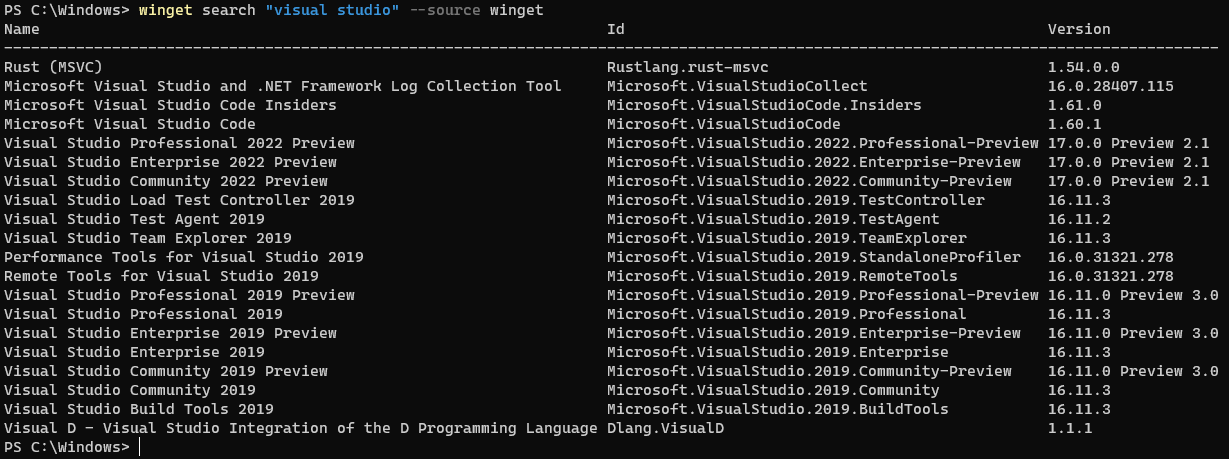 PS C:\Windows> winget search "visual studio" --source winget
Name Id Version
--------------------------------------------------------------------------------------------------------------------------------------
Rust (MSVC) Rustlang.rust-msvc 1.54.0.0
Microsoft Visual Studio and .NET Framework Log Collection Tool Microsoft.VisualStudioCollect 16.0.28407.115
Microsoft Visual Studio Code Insiders Microsoft.VisualStudioCode.Insiders 1.61.0
Microsoft Visual Studio Code Microsoft.VisualStudioCode 1.60.1
Visual Studio Professional 2022 Preview Microsoft.VisualStudio.2022.Professional-Preview 17.0.0 Preview 2.1
Visual Studio Enterprise 2022 Preview Microsoft.VisualStudio.2022.Enterprise-Preview 17.0.0 Preview 2.1
Visual Studio Community 2022 Preview Microsoft.VisualStudio.2022.Community-Preview 17.0.0 Preview 2.1
Visual Studio Load Test Controller 2019 Microsoft.VisualStudio.2019.TestController 16.11.3
Visual Studio Test Agent 2019 Microsoft.VisualStudio.2019.TestAgent 16.11.2
Visual Studio Team Explorer 2019 Microsoft.VisualStudio.2019.TeamExplorer 16.11.3
Performance Tools for Visual Studio 2019 Microsoft.VisualStudio.2019.StandaloneProfiler 16.0.31321.278
Remote Tools for Visual Studio 2019 Microsoft.VisualStudio.2019.RemoteTools 16.0.31321.278
Visual Studio Professional 2019 Preview Microsoft.VisualStudio.2019.Professional-Preview 16.11.0 Preview 3.0
Visual Studio Professional 2019 Microsoft.VisualStudio.2019.Professional 16.11.3
Visual Studio Enterprise 2019 Preview Microsoft.VisualStudio.2019.Enterprise-Preview 16.11.0 Preview 3.0
Visual Studio Enterprise 2019 Microsoft.VisualStudio.2019.Enterprise 16.11.3
Visual Studio Community 2019 Preview Microsoft.VisualStudio.2019.Community-Preview 16.11.0 Preview 3.0
Visual Studio Community 2019 Microsoft.VisualStudio.2019.Community 16.11.3
Visual Studio Build Tools 2019 Microsoft.VisualStudio.2019.BuildTools 16.11.3
Visual D - Visual Studio Integration of the D Programming Language Dlang.VisualD 1.1.1
PS C:\Windows>